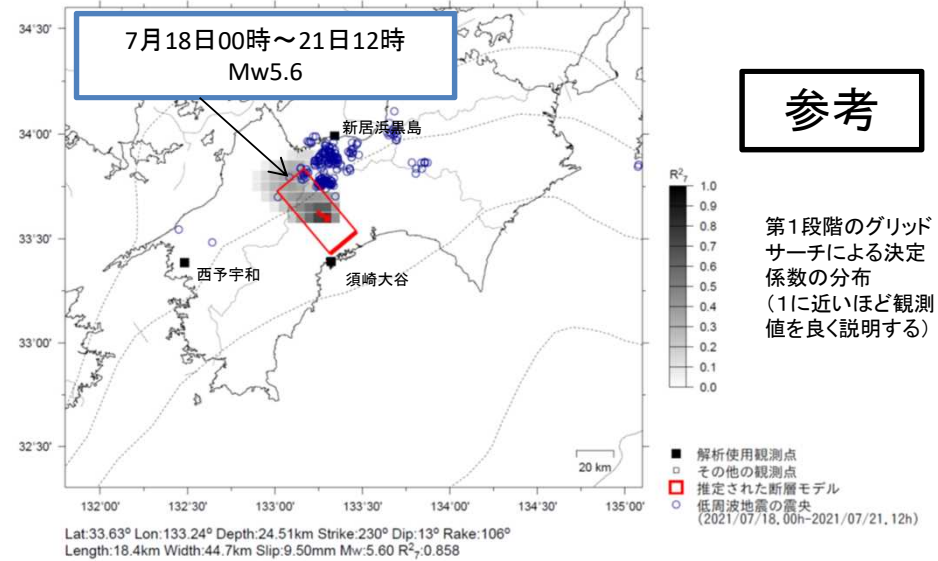 7月18日00時～21日12時
Mw5.6
参考
34°30'
34°00'
33°30'
33°00'
32°30'
132°00'
132°30'
133°00'
133°30'
134°00'
134°30'
135°00'
新居浜黒島
西予宇和
須崎大谷
20 km
R²₇
1.0
0.9
0.8
0.7
0.6
0.5
0.4
0.3
0.2
0.1
0.0
第1段階のグリッド
サーチによる決定
係数の分布
(1に近いほど観測
値を良く説明する)
解析使用観測点
その他の観測点
推定された断層モデル
低周波地震の震央
(2021/07/18,00h-2021/07/21,12h)
Lat:33.63° Lon:133.24° Depth:24.51km Strike:230° Dip:13° Rake:106°
Length:18.4km Width:44.7km Slip:9.50mm Mw:5.60 R²₇:0.858